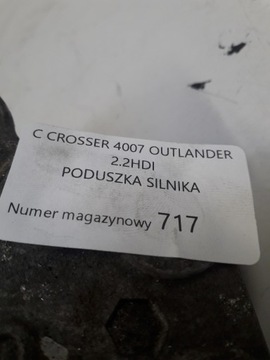 C CROSSER 4007 OUTLANDER
2.2HDI
PODUSZKA SILNIKA
Numer magazynowy 717